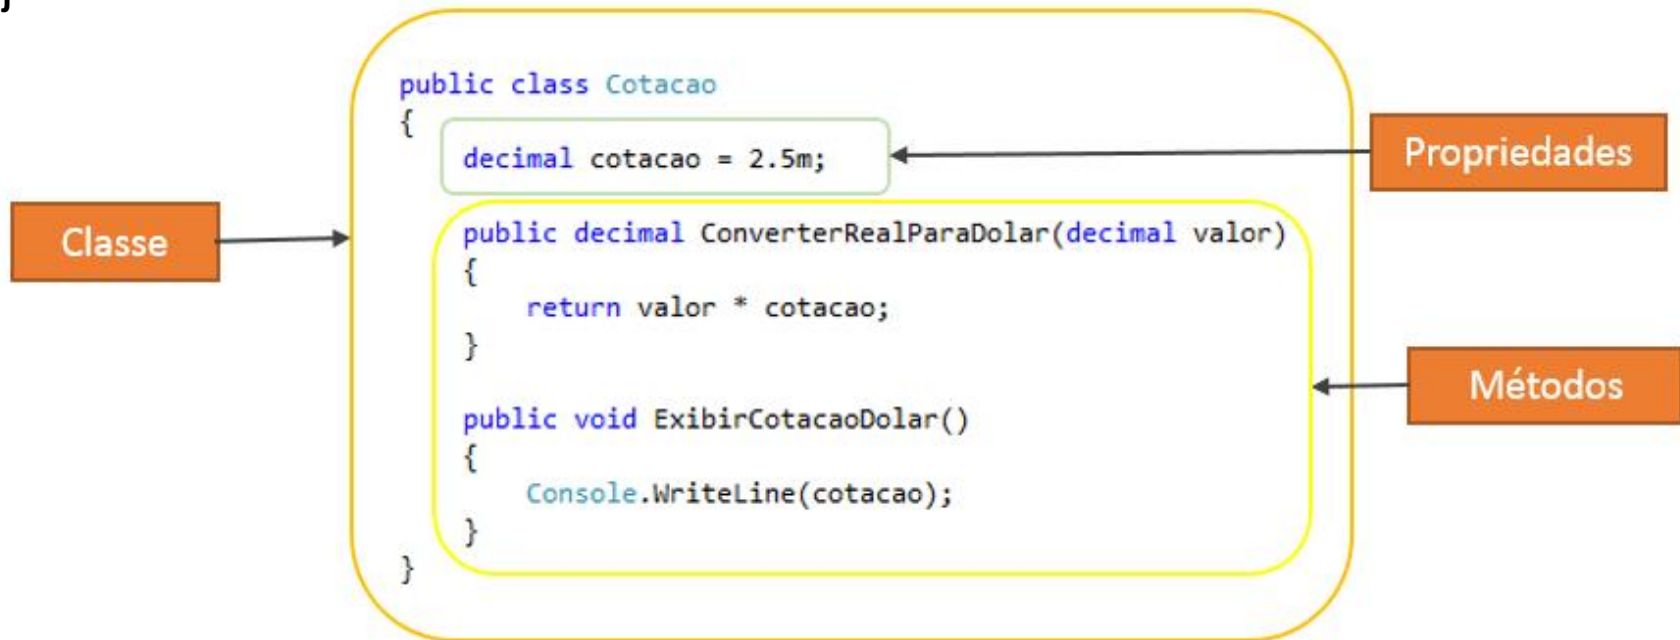 public class Cotacao
{
decimal cotacao = 2.5m;
Propriedades
Classe
public decimal ConverterRealParaDolar(decimal valor)
{
return valor * cotacao;
}
Métodos
public void ExibirCotacaoDolar()
{
Console.WriteLine(cotacao);
}
}